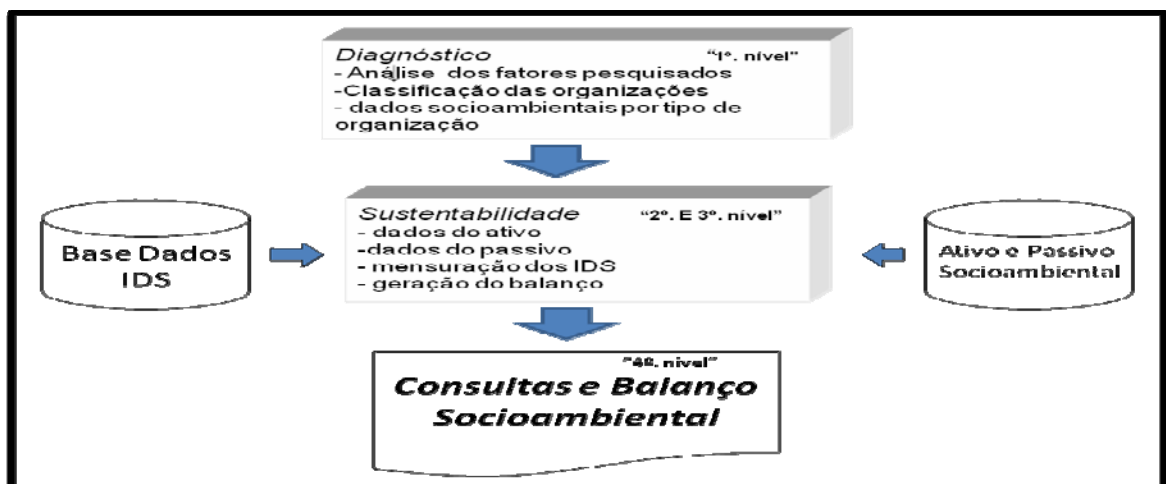 Diagnóstico "1º. nível"
- Análise dos fatores pesquisados
-Classificação das organizações
- dados socioambientais por tipo de
organização
Sustentabilidade "2º. E 3º. nível"
- dados do ativo
-dados do passivo
- mensuração dos IDS
- geração do balanço
Base Dados
IDS
Ativo e Passivo
Socioambiental
"4º. nível"
Consultas e Balanço
Socioambiental